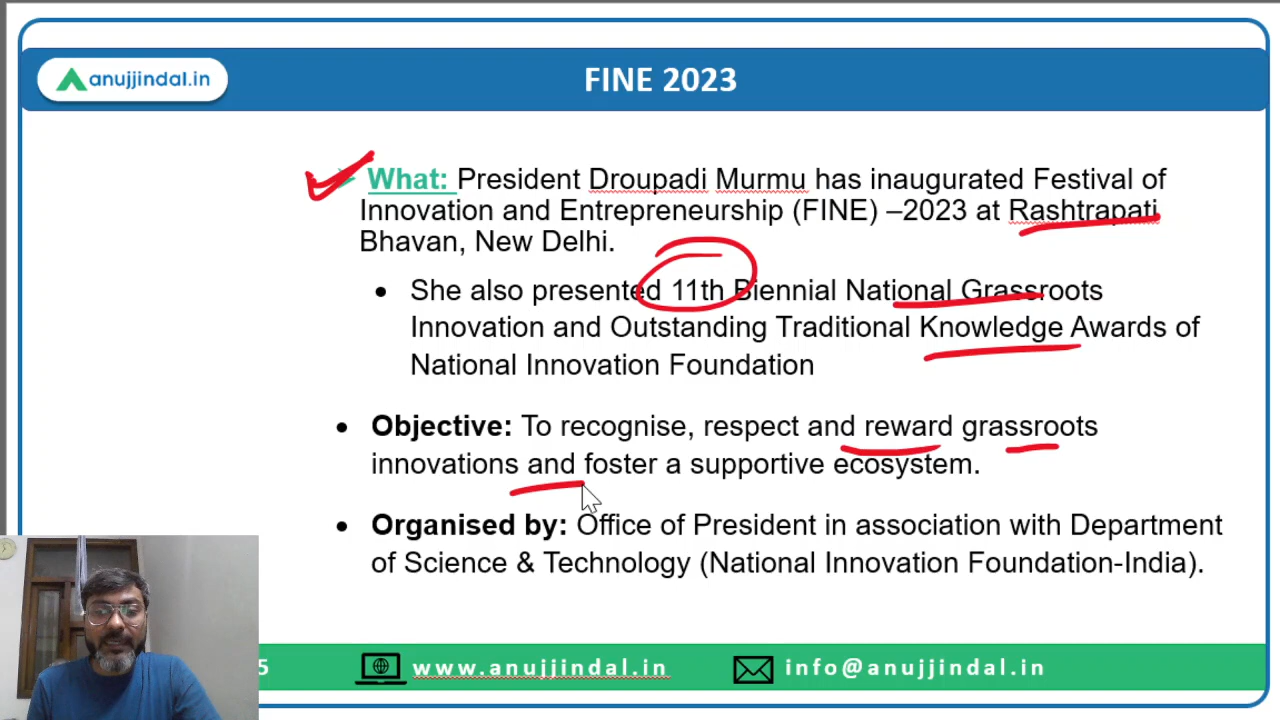 anujjindal.in
FINE 2023
What: President Droupadi Murmu has inaugurated Festival of
Innovation and Entrepreneurship (FINE) –2023 at Rashtrapati
Bhavan, New Delhi.
• She also presented 11th Biennial National Grassroots
Innovation and Outstanding Traditional Knowledge Awards of
National Innovation Foundation
• Objective: To recognise, respect and reward grassroots
innovations and foster a supportive ecosystem.
• Organised by: Office of President in association with Department
of Science & Technology (National Innovation Foundation-India).
5 www.anujjindal.in info@anujjindal.in